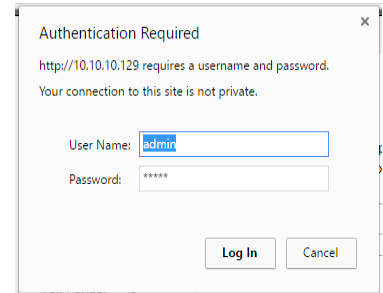 Authentication Required
http://10.10.10.129 requires a username and password.
Your connection to this site is not private.
User Name: admin
Password: *****
Log In Cancel